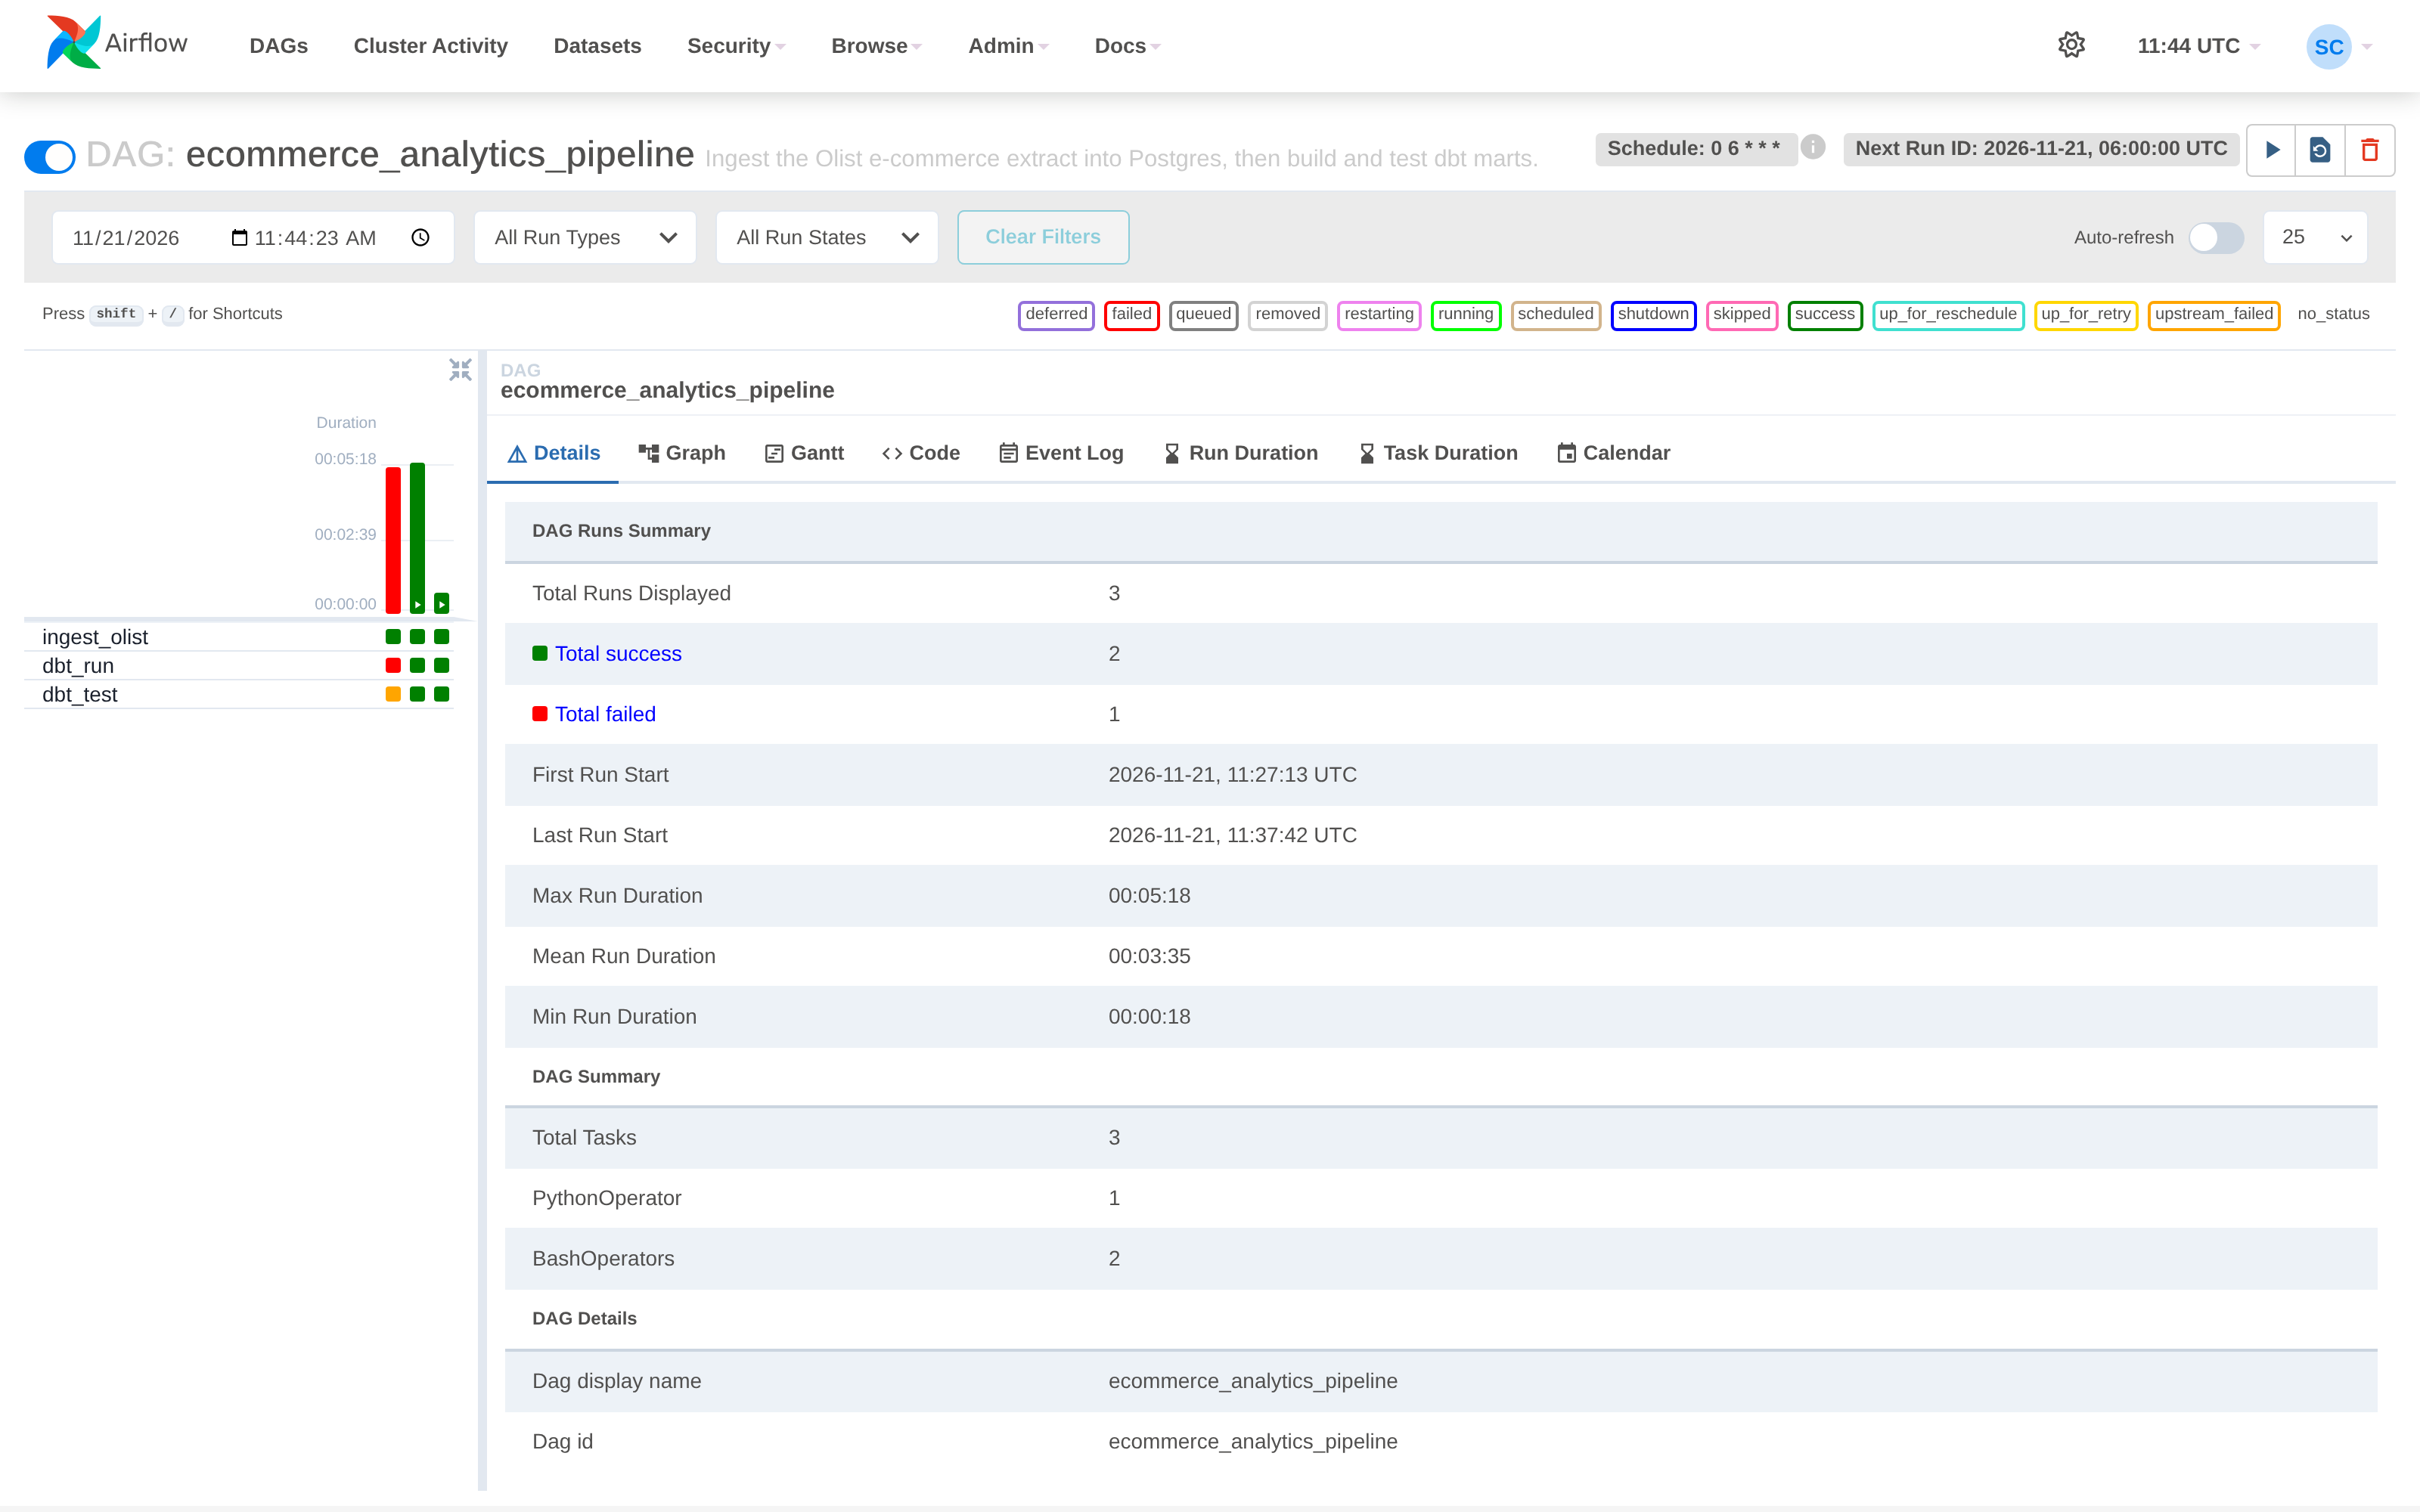 Airflow DAGs Cluster Activity Datasets Security Browse Admin Docs 11:44 UTC SC
DAG: ecommerce_analytics_pipeline Ingest the Olist e-commerce extract into Postgres, then build and test dbt marts. Schedule: 0 6 * * * i Next Run ID: 2026-11-21, 06:00:00 UTC
11/21/2026 11:44:23 AM All Run Types All Run States Clear Filters Auto-refresh 25
Press shift + / for Shortcuts deferred failed queued removed restarting running scheduled shutdown skipped success up_for_reschedule up_for_retry upstream_failed no_status
Duration
00:05:18
00:02:39
00:00:00
ingest_olist
dbt_run
dbt_test
DAG
ecommerce_analytics_pipeline
Details Graph Gantt Code Event Log Run Duration Task Duration Calendar
DAG Runs Summary
Total Runs Displayed 3
Total success 2
Total failed 1
First Run Start 2026-11-21, 11:27:13 UTC
Last Run Start 2026-11-21, 11:37:42 UTC
Max Run Duration 00:05:18
Mean Run Duration 00:03:35
Min Run Duration 00:00:18
DAG Summary
Total Tasks 3
PythonOperator 1
BashOperators 2
DAG Details
Dag display name ecommerce_analytics_pipeline
Dag id ecommerce_analytics_pipeline